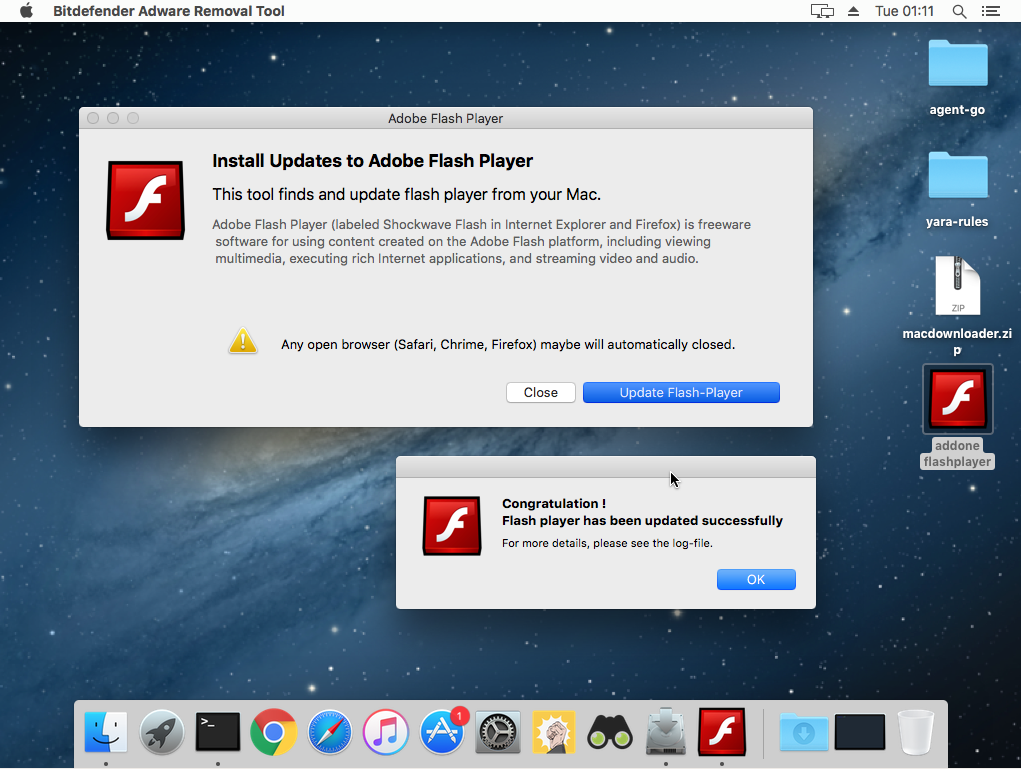 Bitdefender Adware Removal Tool
Tue 01:11
agent-go
yara-rules
ZIP
macdownloader.zi
p
addone
flashplayer
Adobe Flash Player
Install Updates to Adobe Flash Player
This tool finds and update flash player from your Mac.
Adobe Flash Player (labeled Shockwave Flash in Internet Explorer and Firefox) is freeware
software for using content created on the Adobe Flash platform, including viewing
multimedia, executing rich Internet applications, and streaming video and audio.
Any open browser (Safari, Chrime, Firefox) maybe will automatically closed.
Close
Update Flash-Player
Congratulation !
Flash player has been updated successfully
For more details, please see the log-file.
OK
>_
1